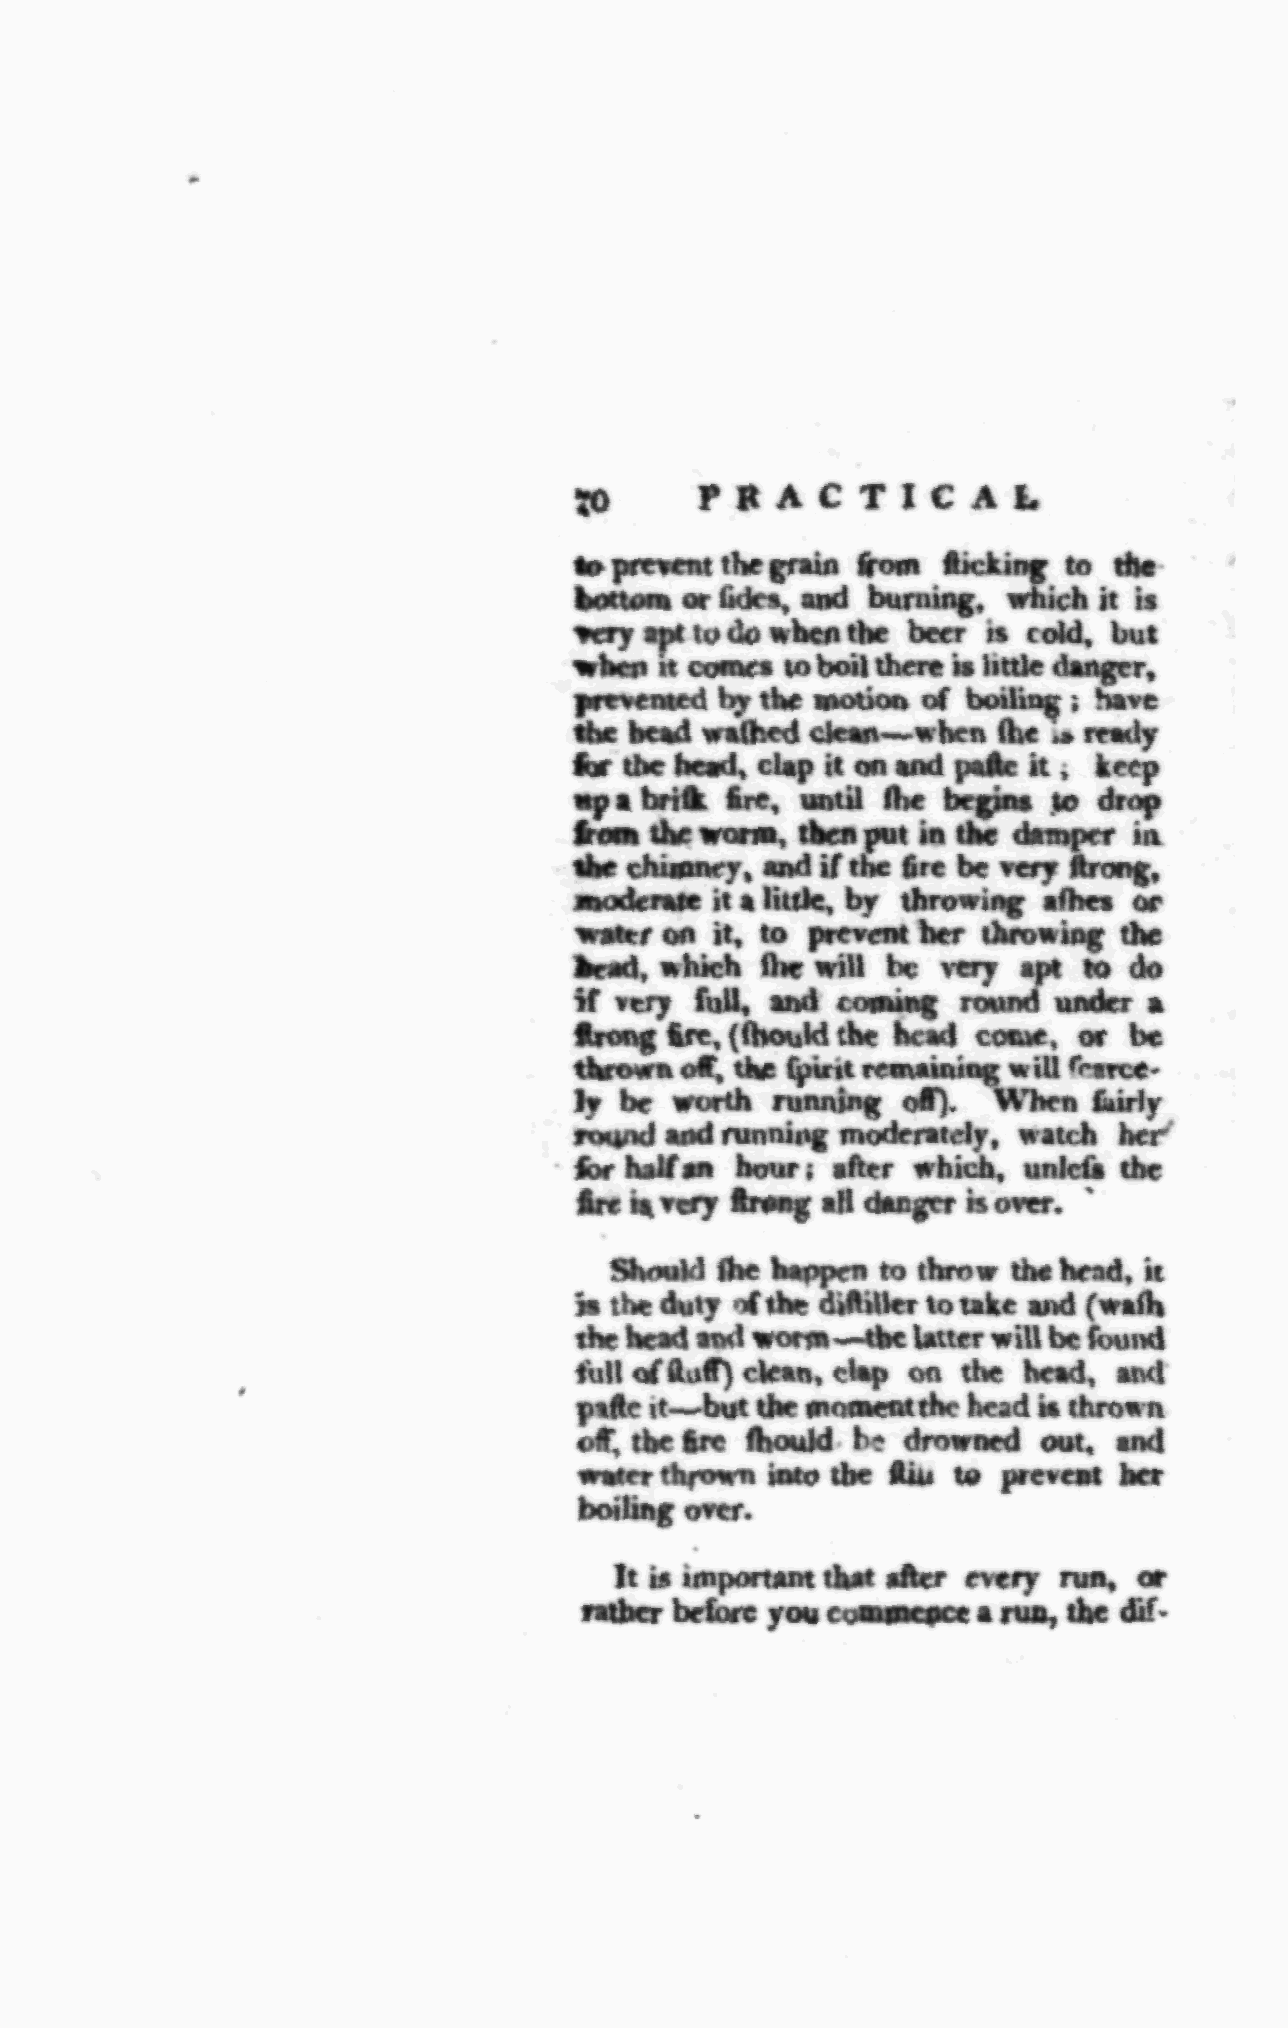 70 PRACTICAL
to prevent the grain from ſticking to the
bottom or ſides, and burning, which it is
very apt to do when the beer is cold, but
when it comes to boil there is little danger,
prevented by the motion of boiling; have
the head waſhed clean—when ſhe is ready
for the head, clap it on and paſte it; keep
up a briſk fire, until ſhe begins to drop
from the worm, then put in the damper in
the chimney, and if the fire be very ſtrong,
moderate it a little, by throwing aſhes or
water on it, to prevent her throwing the
head, which ſhe will be very apt to do
if very full, and coming round under a
ſtrong fire, (ſhould the head come, or be
thrown off, the ſpirit remaining will ſcarce-
ly be worth running off). When fairly
round and running moderately, watch her
for half an hour; after which, unleſs the
fire is very ſtrong all danger is over.
Should ſhe happen to throw the head, it
is the duty of the diſtiller to take and (waſh
the head and worm—the latter will be found
full of ſtuff) clean, clap on the head, and
paſte it—but the moment the head is thrown
off, the fire ſhould be drowned out, and
water thrown into the ſtill to prevent her
boiling over.
It is important that after every run, or
rather before you commence a run, the diſ-